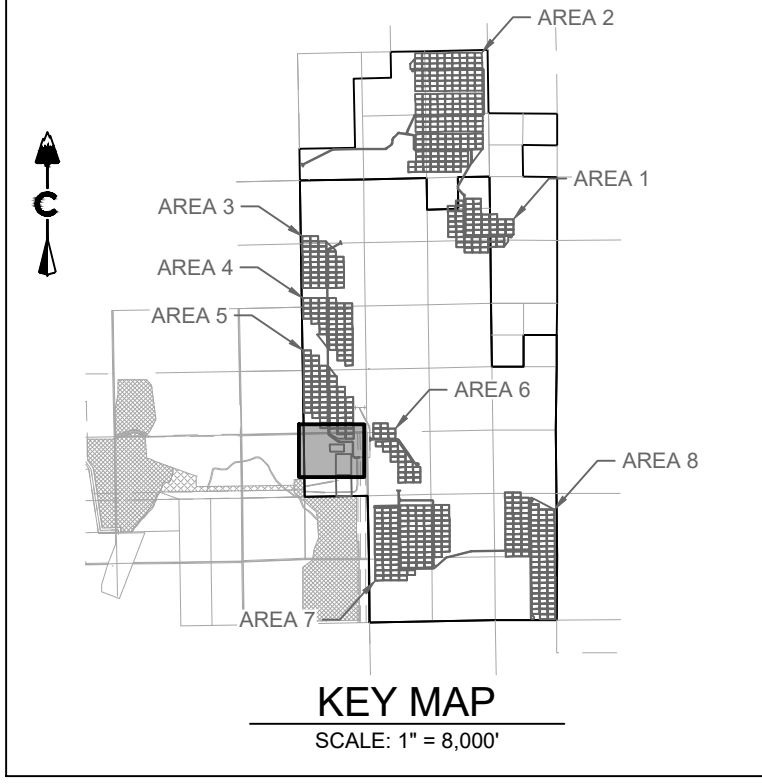 AREA 2
AREA 1
AREA 3
AREA 4
AREA 5
AREA 6
AREA 8
AREA 7
C
KEY MAP
SCALE: 1" = 8,000'